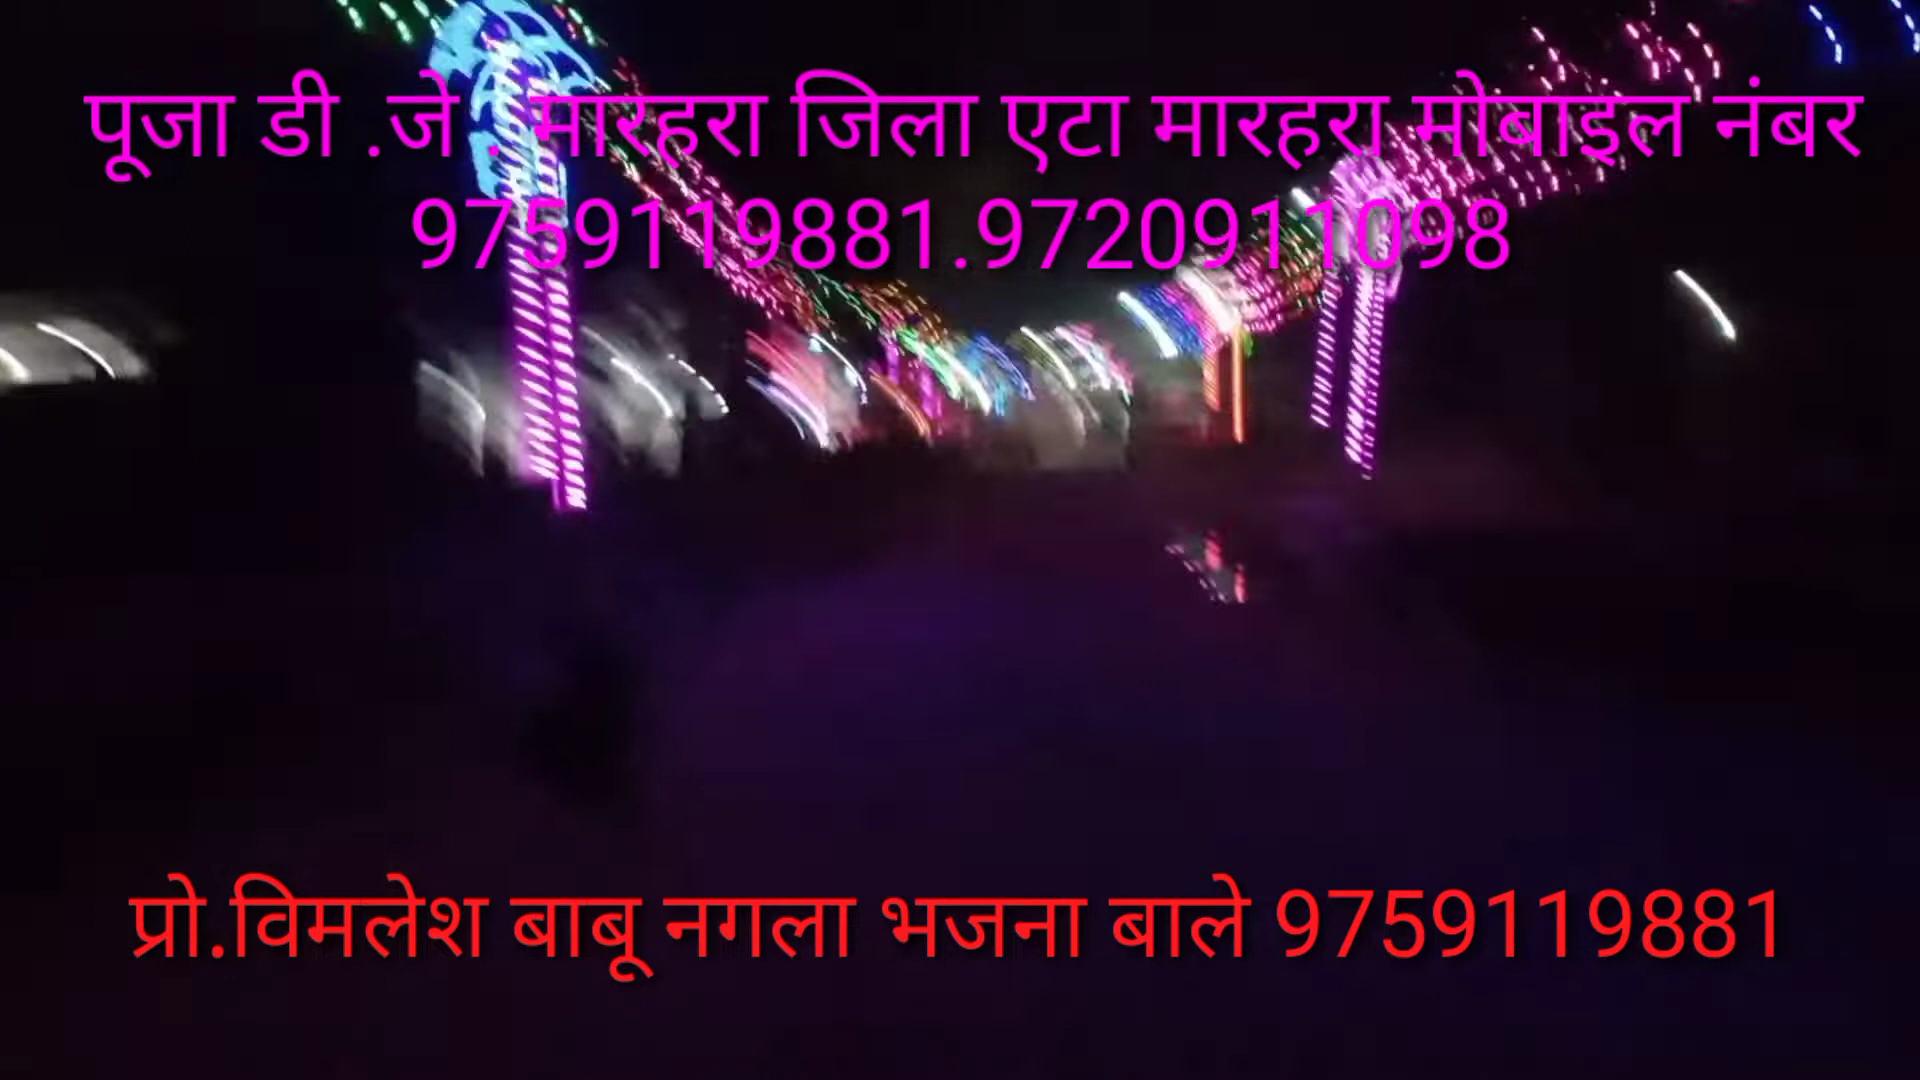 पूजा डी .जे . मारहरा जिला एटा मारहरा मोबाइल नंबर
9759119881.9720911098
प्रो.विमलेश बाबू नगला भजना बाले 9759119881